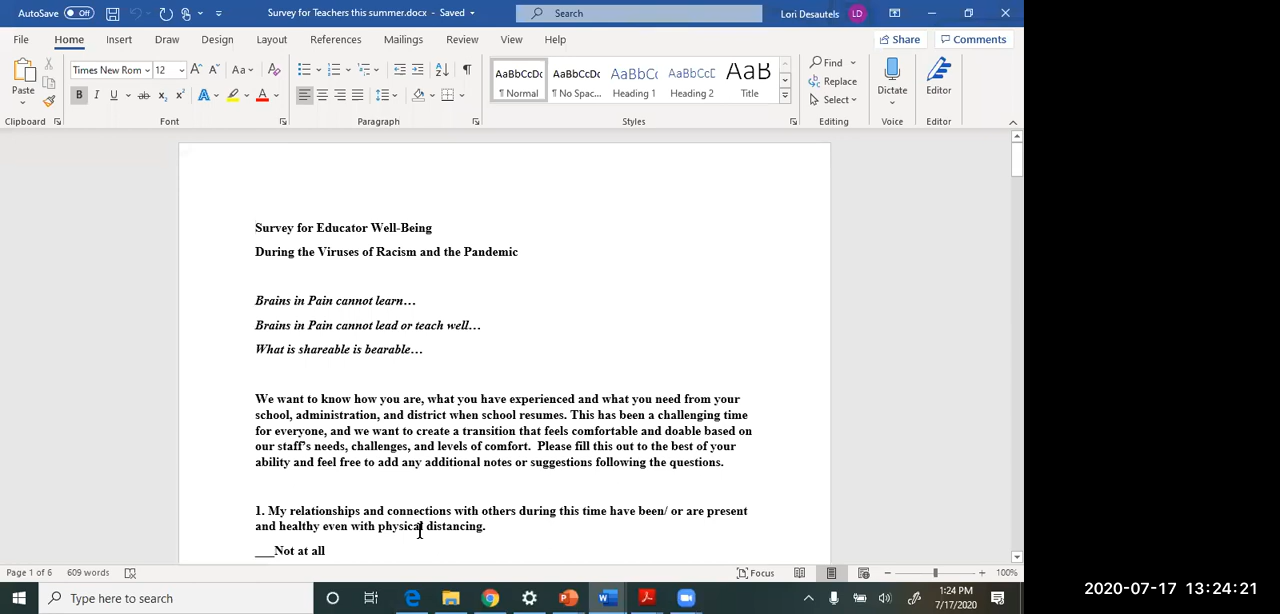 AutoSave Off Survey for Teachers this summer.docx - Saved Search Lori Desautels LD
File Home Insert Draw Design Layout References Mailings Review View Help Share Comments
Paste Times New Rom 12 Aa AaBbCcDc AaBbCcDc AaBbCc AaBbCcD AaB Find Replace Select Dictate Editor
¶ Normal ¶ No Spac... Heading 1 Heading 2 Title
Clipboard Font Paragraph Styles Editing Voice Editor
Survey for Educator Well-Being
During the Viruses of Racism and the Pandemic
Brains in Pain cannot learn…
Brains in Pain cannot lead or teach well…
What is shareable is bearable…
We want to know how you are, what you have experienced and what you need from your
school, administration, and district when school resumes. This has been a challenging time
for everyone, and we want to create a transition that feels comfortable and doable based on
our staff's needs, challenges, and levels of comfort.  Please fill this out to the best of your
ability and feel free to add any additional notes or suggestions following the questions.
1. My relationships and connections with others during this time have been/ or are present
and healthy even with physical distancing.
___Not at all
Page 1 of 6 609 words Focus 100%
Type here to search 1:24 PM
7/17/2020
2020-07-17 13:24:21